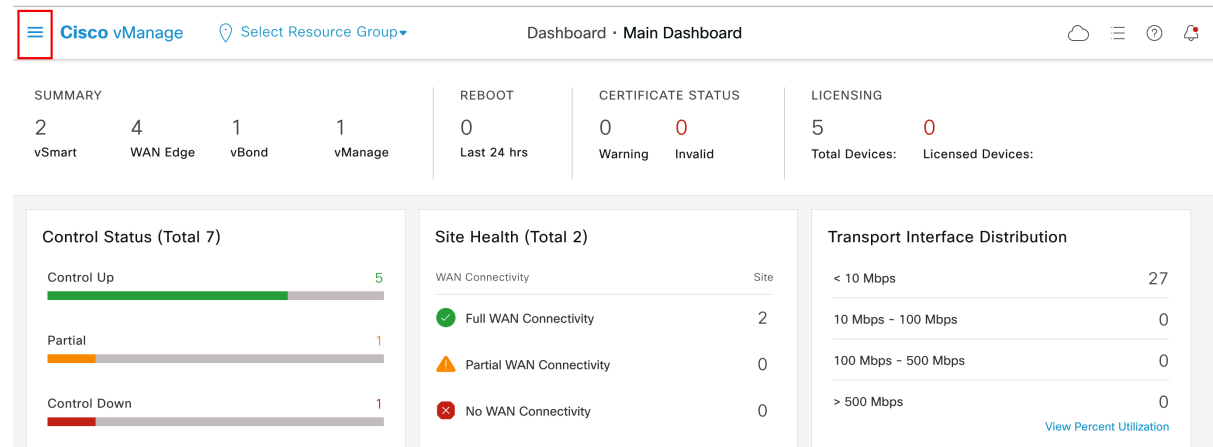 Cisco vManage
Select Resource Group
Dashboard · Main Dashboard
SUMMARY
2 4 1 1
vSmart WAN Edge vBond vManage
REBOOT
0
Last 24 hrs
CERTIFICATE STATUS
0 0
Warning Invalid
LICENSING
5 0
Total Devices: Licensed Devices:
Control Status (Total 7)
Control Up 5
Partial 1
Control Down 1
Site Health (Total 2)
WAN Connectivity Site
Full WAN Connectivity 2
Partial WAN Connectivity 0
No WAN Connectivity 0
Transport Interface Distribution
< 10 Mbps 27
10 Mbps - 100 Mbps 0
100 Mbps - 500 Mbps 0
> 500 Mbps 0
View Percent Utilization